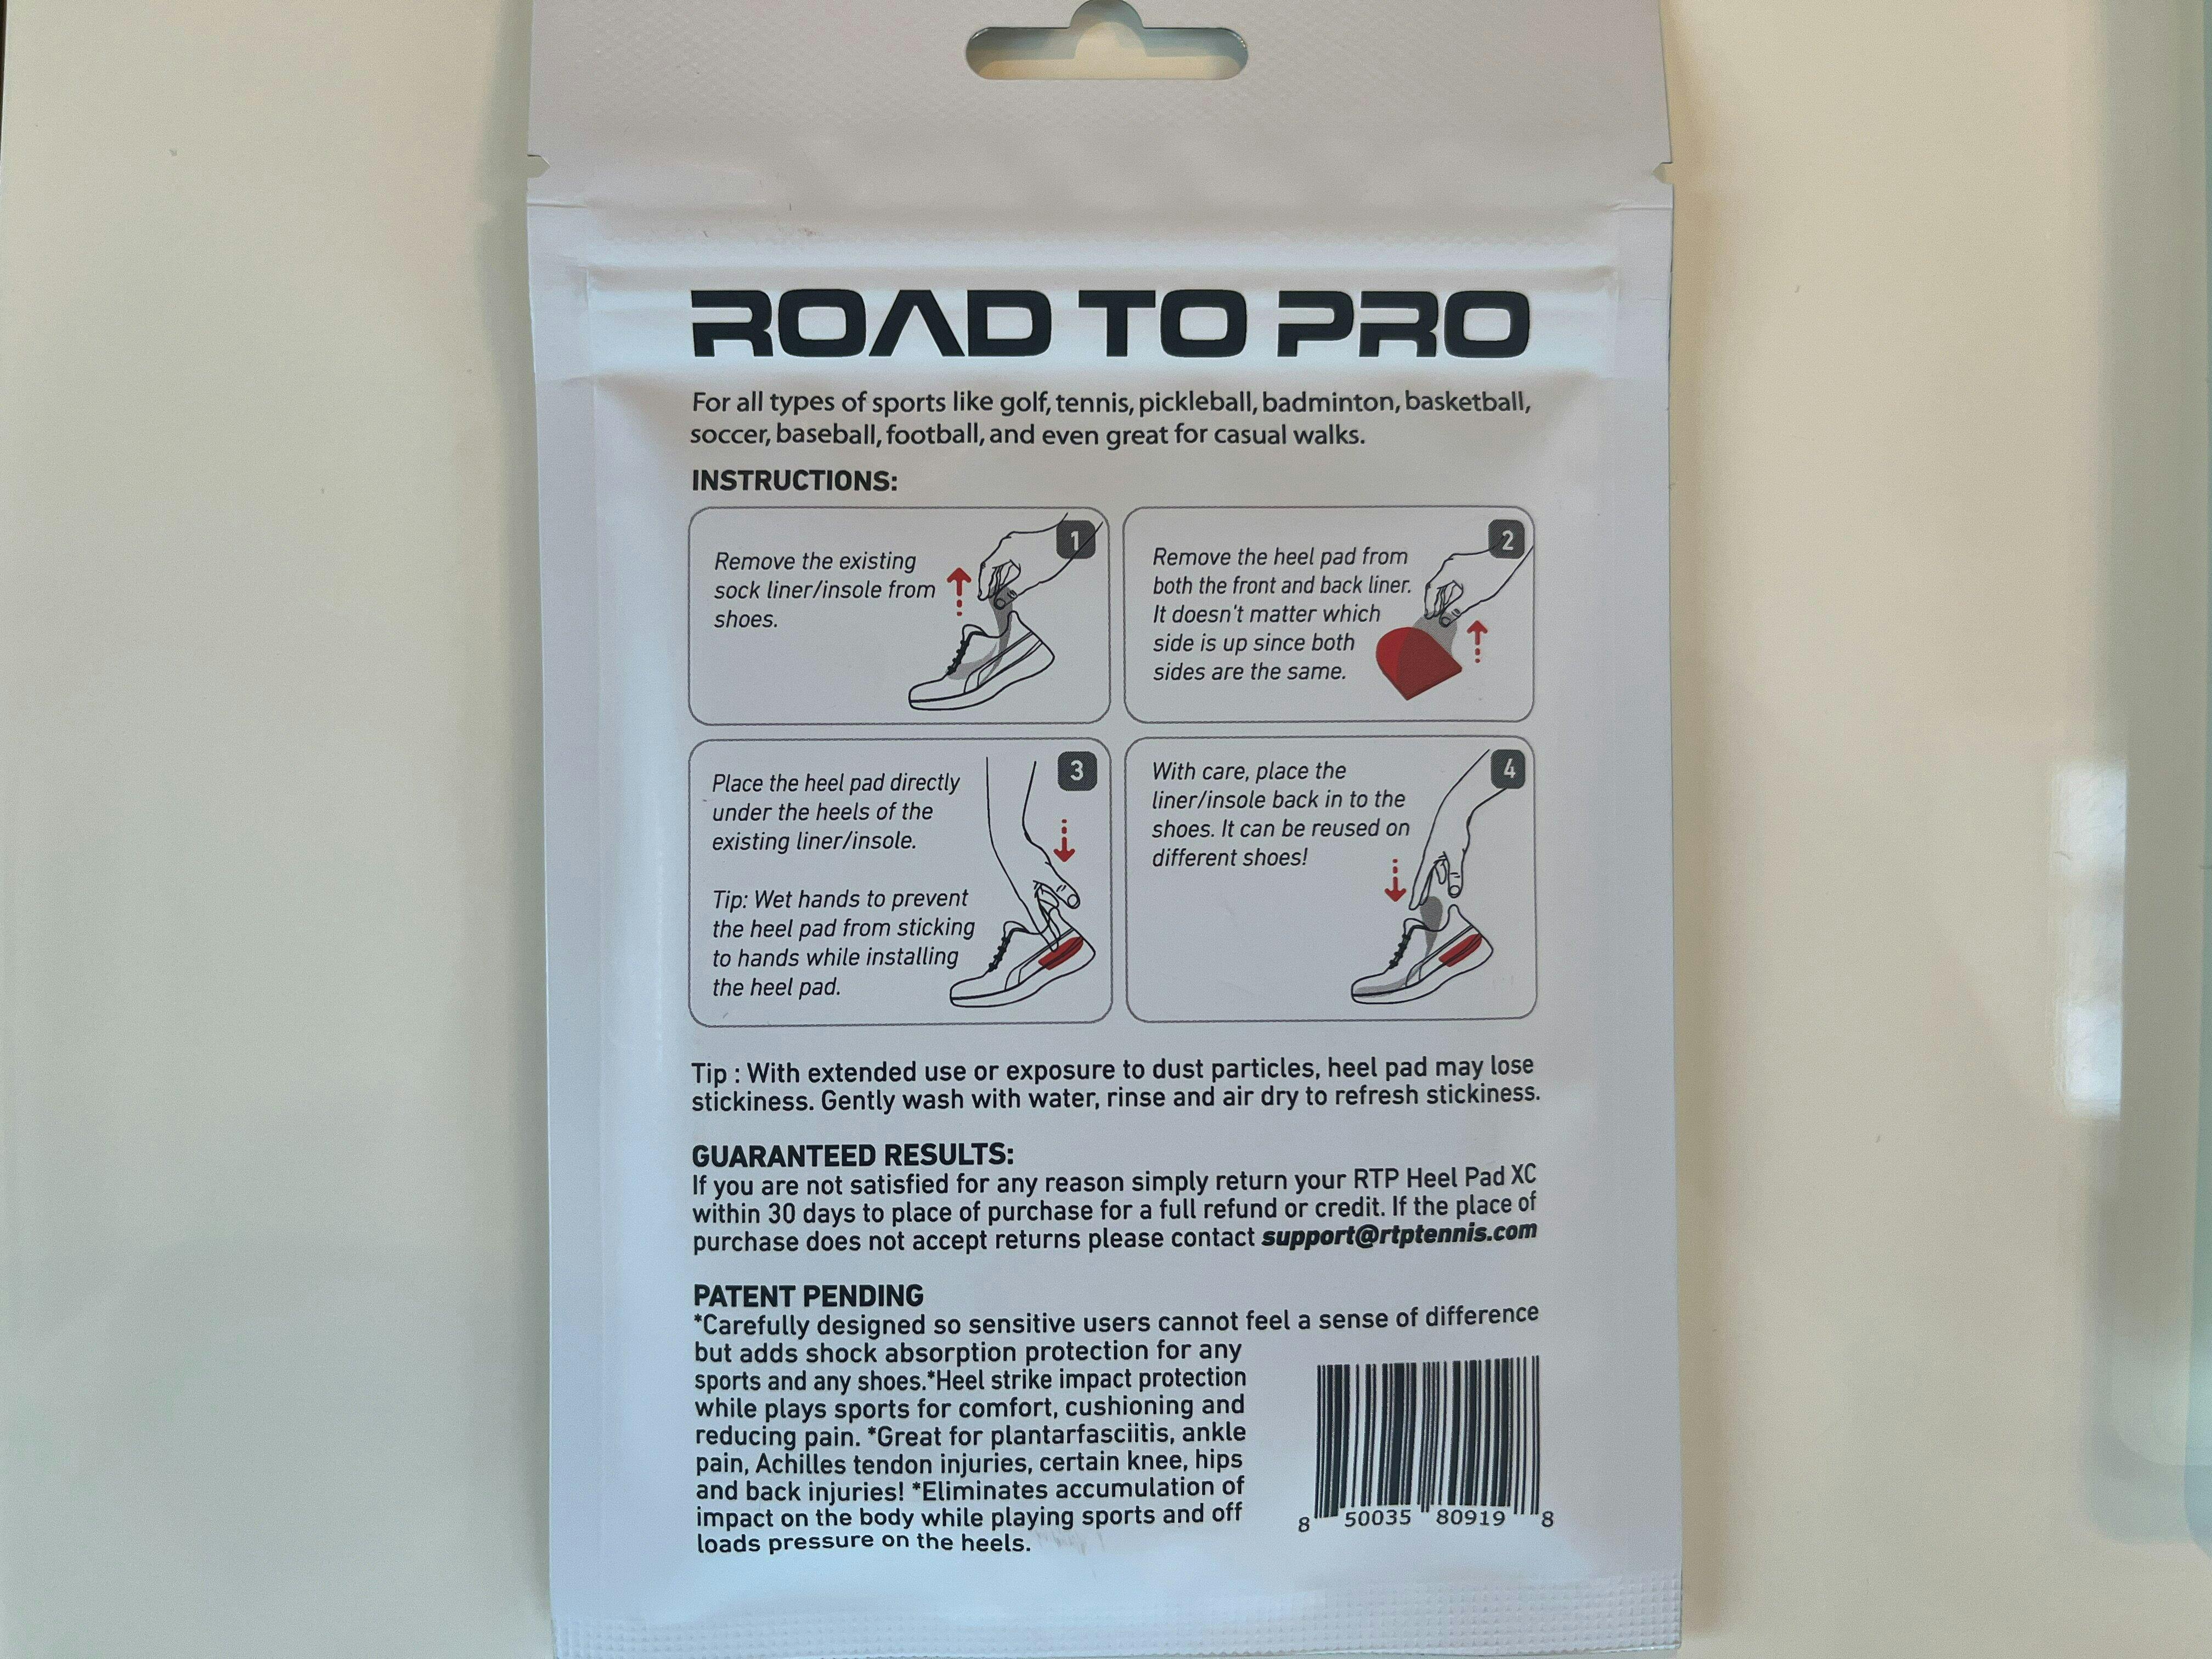 ROAD TO PRO
For all types of sports like golf, tennis, pickleball, badminton, basketball,
soccer, baseball, football, and even great for casual walks.
INSTRUCTIONS:
1
Remove the existing
sock liner/insole from
shoes.
2
Remove the heel pad from
both the front and back liner.
It doesn't matter which
side is up since both
sides are the same.
3
Place the heel pad directly
under the heels of the
existing liner/insole.
Tip: Wet hands to prevent
the heel pad from sticking
to hands while installing
the heel pad.
4
With care, place the
liner/insole back in to the
shoes. It can be reused on
different shoes!
Tip : With extended use or exposure to dust particles, heel pad may lose
stickiness. Gently wash with water, rinse and air dry to refresh stickiness.
GUARANTEED RESULTS:
If you are not satisfied for any reason simply return your RTP Heel Pad XC
within 30 days to place of purchase for a full refund or credit. If the place of
purchase does not accept returns please contact support@rtptennis.com
PATENT PENDING
*Carefully designed so sensitive users cannot feel a sense of difference
but adds shock absorption protection for any
sports and any shoes.*Heel strike impact protection
while plays sports for comfort, cushioning and
reducing pain. *Great for plantarfasciitis, ankle
pain, Achilles tendon injuries, certain knee, hips
and back injuries! *Eliminates accumulation of
impact on the body while playing sports and off
loads pressure on the heels.
8 50035 80919 8